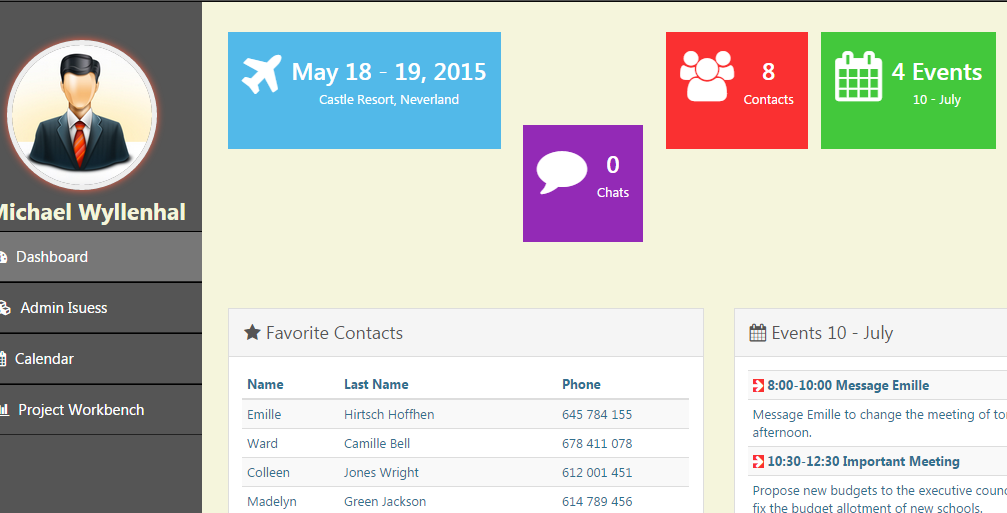 Michael Wyllenhal
Dashboard
Admin Isuess
Calendar
Project Workbench
May 18 - 19, 2015
Castle Resort, Neverland
0
Chats
8
Contacts
4 Events
10 - July
Favorite Contacts
Name Last Name Phone
Emille Hirtsch Hoffhen 645 784 155
Ward Camille Bell 678 411 078
Colleen Jones Wright 612 001 451
Madelyn Green Jackson 614 789 456
Events 10 - July
8:00-10:00 Message Emille
Message Emille to change the meeting of
afternoon.
10:30-12:30 Important Meeting
Propose new budgets to the executive
fix the budget allotment of new schools.